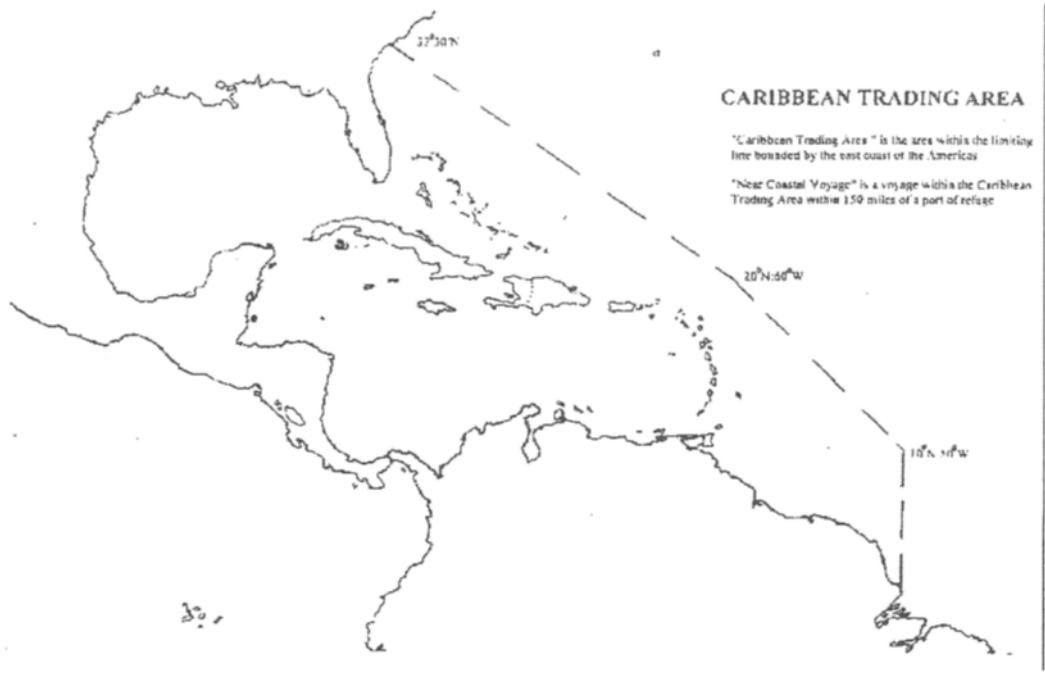 CARIBBEAN TRADING AREA
"Caribbean Trading Area " is the area within the limiting
line bounded by the east coast of the Americas
"Near Coastal Voyage" is a voyage within the Caribbean
Trading Area within 150 miles of a port of refuge
20°N:60°W
10°N 50°W